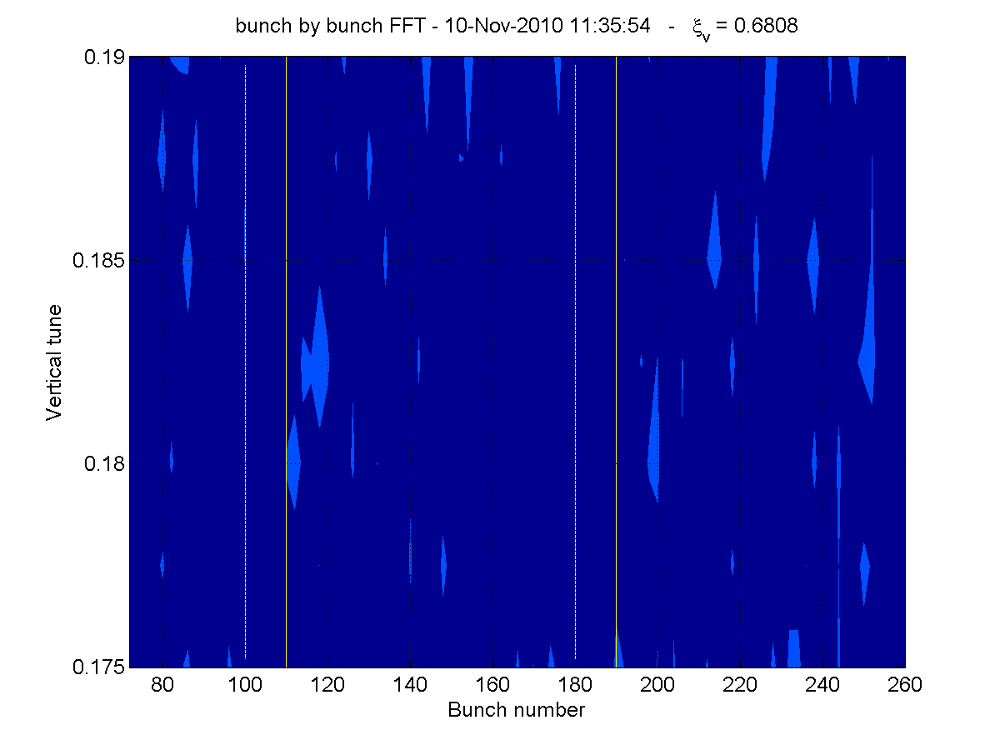 bunch by bunch FFT - 10-Nov-2010 11:35:54 - ξv = 0.6808
0.19
0.185
0.18
0.175
Vertical tune
80 100 120 140 160 180 200 220 240 260
Bunch number